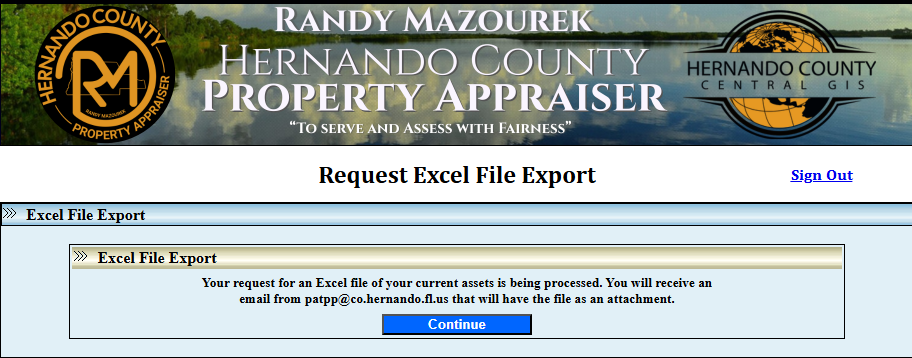 HERNANDO COUNTY
RM
RANDY MAZOUREK
PROPERTY APPRAISER
RANDY MAZOUREK
HERNANDO COUNTY
PROPERTY APPRAISER
“TO SERVE AND ASSESS WITH FAIRNESS”
HERNANDO COUNTY
CENTRAL GIS
Request Excel File Export
Sign Out
Excel File Export
Excel File Export
Your request for an Excel file of your current assets is being processed. You will receive an
email from patpp@co.hernando.fl.us that will have the file as an attachment.
Continue